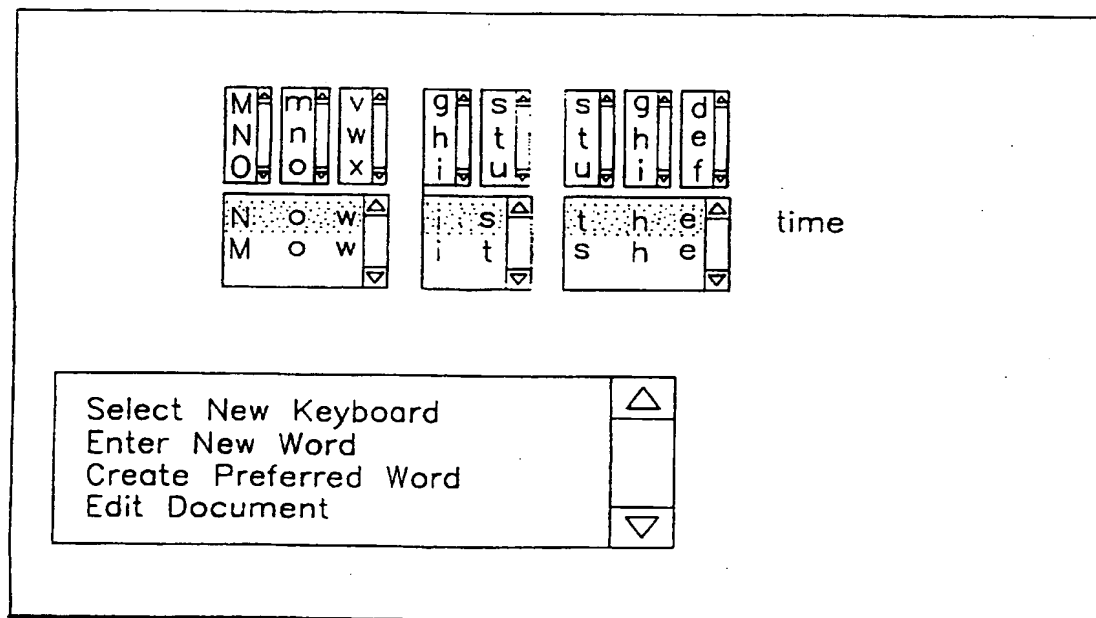 M m v g s s g d
N n w h t t h e
O o x i u u i f
N o w i s t h e time
M o w i t s h e
Select New Keyboard
Enter New Word
Create Preferred Word
Edit Document